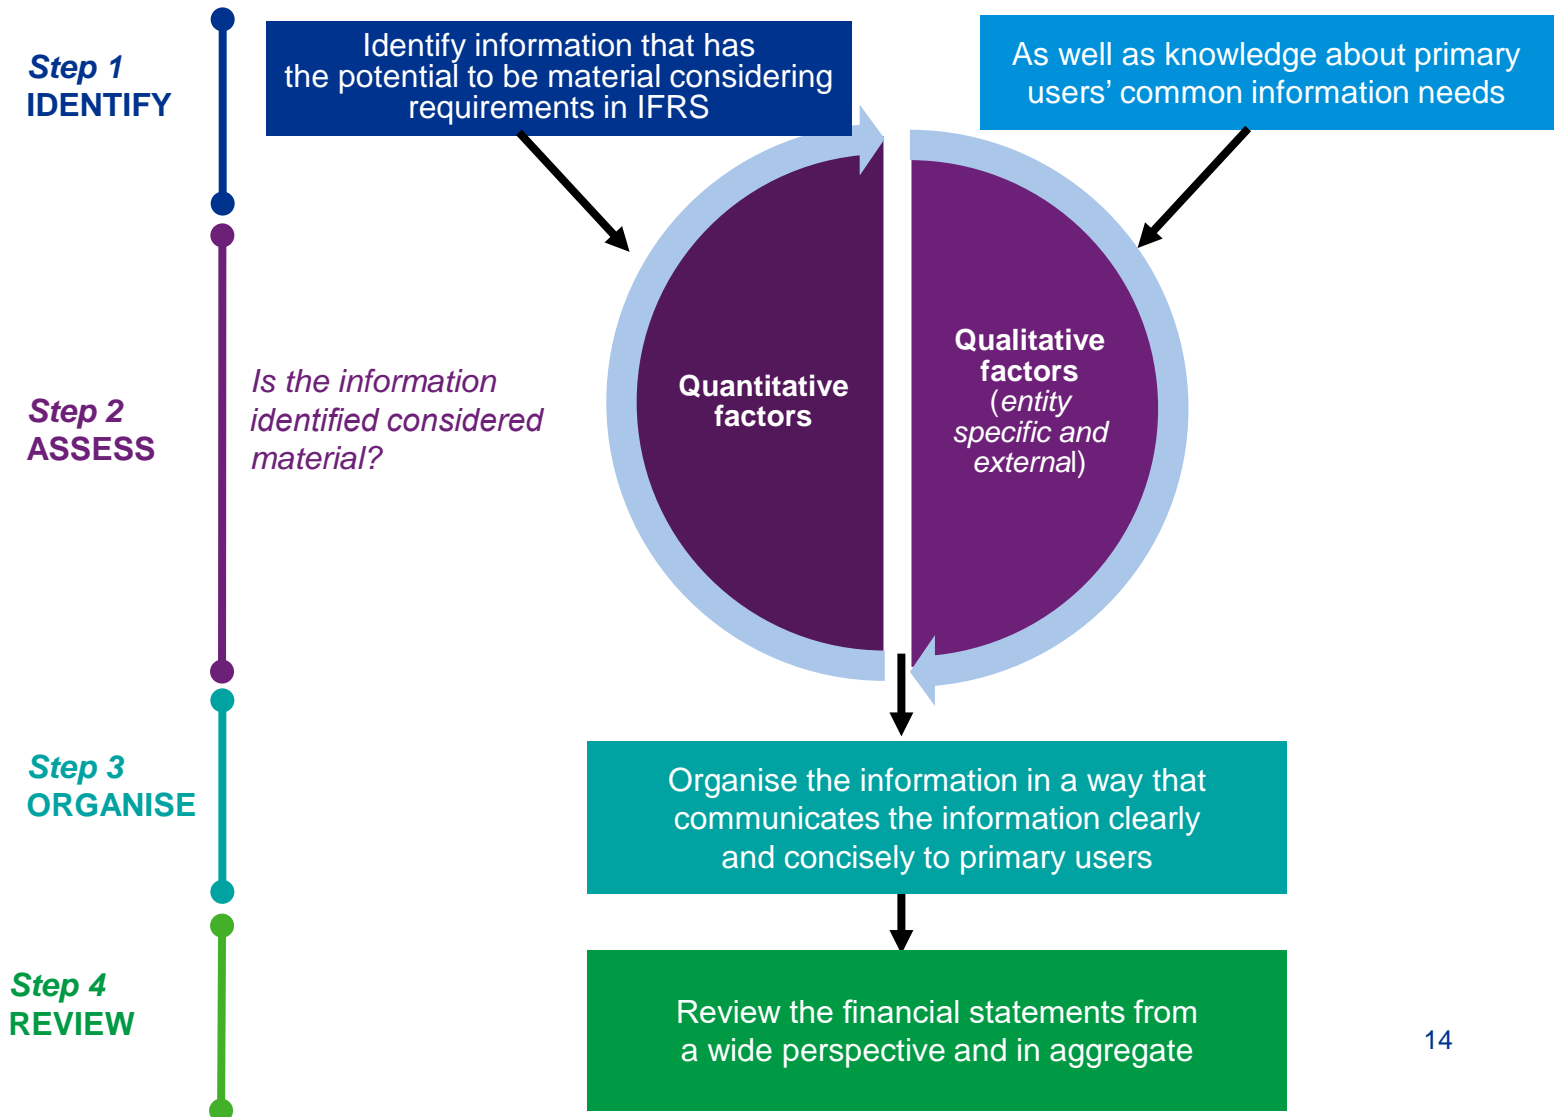 Step 1
IDENTIFY
Identify information that has
the potential to be material considering
requirements in IFRS
As well as knowledge about primary
users' common information needs
Step 2
ASSESS
Is the information
identified considered
material?
Quantitative
factors
Qualitative
factors
(entity
specific and
external)
Step 3
ORGANISE
Organise the information in a way that
communicates the information clearly
and concisely to primary users
Step 4
REVIEW
Review the financial statements from
a wide perspective and in aggregate
14